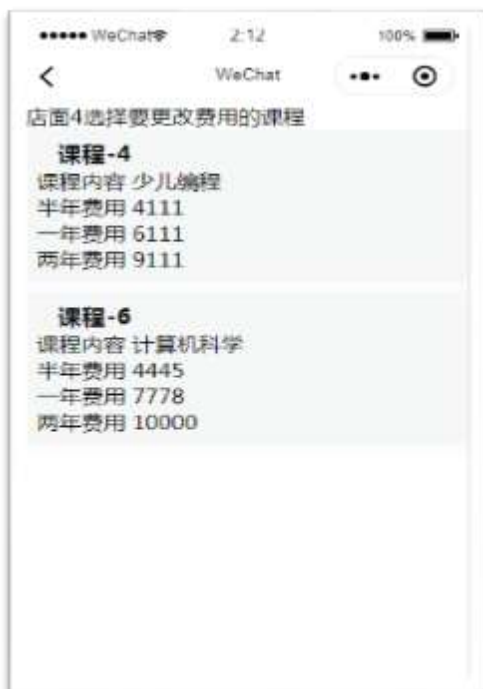 WeChat 2:12 100%
WeChat
店面4选择要更改费用的课程
课程-4
课程内容 少儿编程
半年费用 4111
一年费用 6111
两年费用 9111
课程-6
课程内容 计算机科学
半年费用 4445
一年费用 7778
两年费用 10000